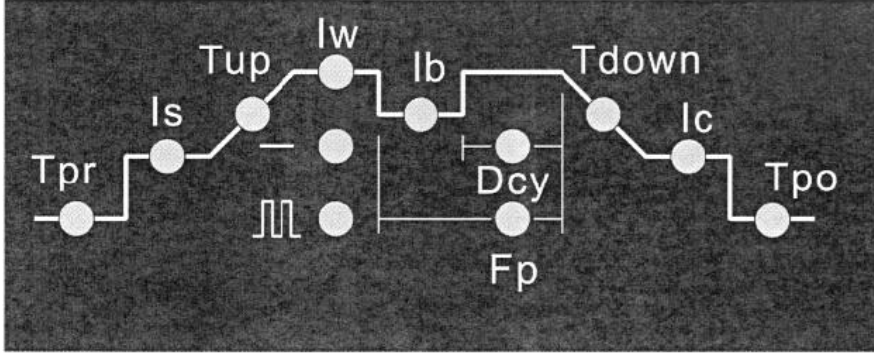 Iw
Tup
Ib
Tdown
Is
Ic
Tpr
Dcy
Tpo
Fp